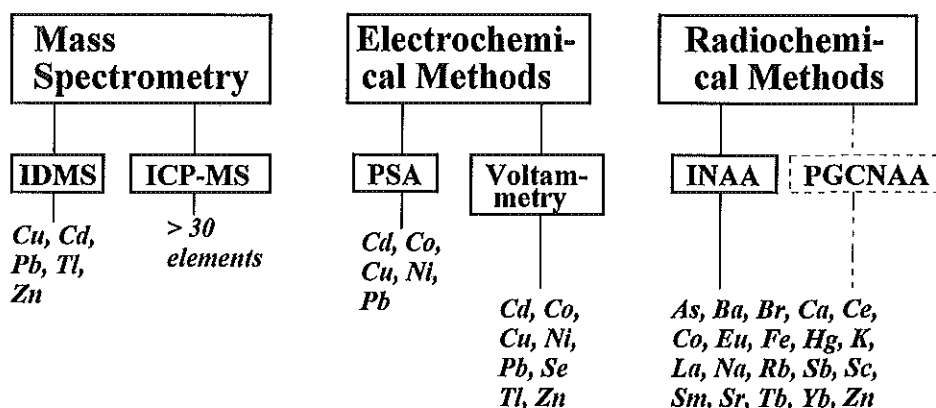 Mass
Spectrometry
Electrochemi-
cal Methods
Radiochemi-
cal Methods
IDMS
ICP-MS
PSA
Voltam-
metry
INAA
PGCNAA
Cu, Cd,
Pb, Tl,
Zn
> 30
elements
Cd, Co,
Cu, Ni,
Pb
Cd, Co,
Cu, Ni,
Pb, Se
Tl, Zn
As, Ba, Br, Ca, Ce,
Co, Eu, Fe, Hg, K,
La, Na, Rb, Sb, Sc,
Sm, Sr, Tb, Yb, Zn